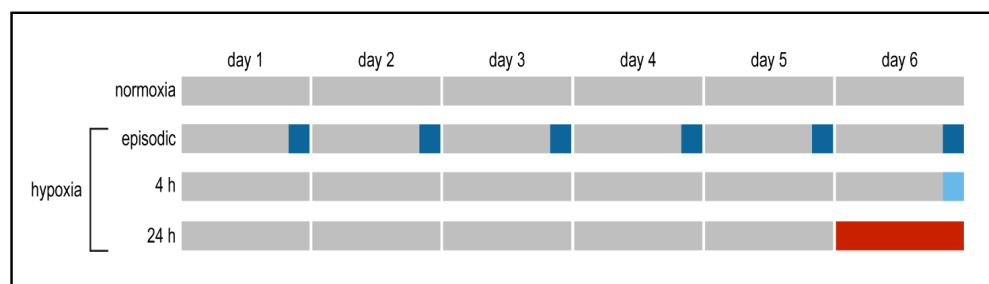 day 1 day 2 day 3 day 4 day 5 day 6
normoxia
episodic
hypoxia
4 h
24 h